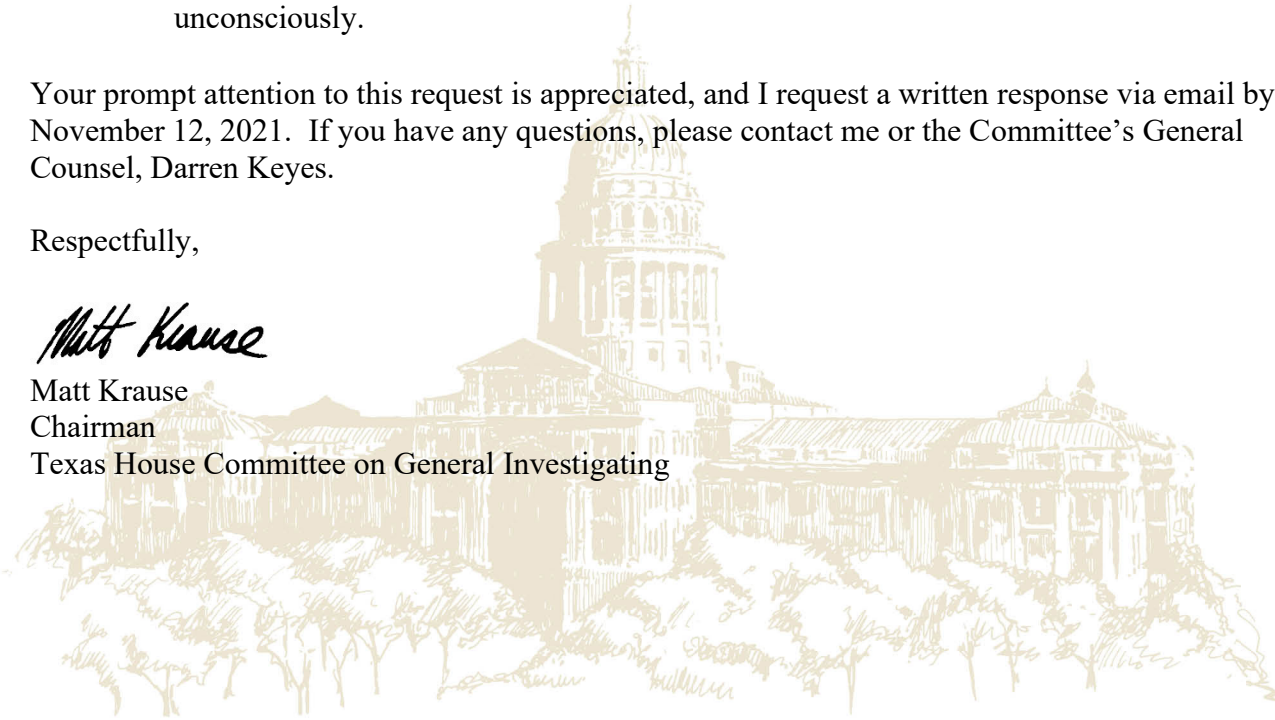 unconsciously.
Your prompt attention to this request is appreciated, and I request a written response via email by
November 12, 2021.  If you have any questions, please contact me or the Committee’s General
Counsel, Darren Keyes.
Respectfully,
Matt Krause
Matt Krause
Chairman
Texas House Committee on General Investigating